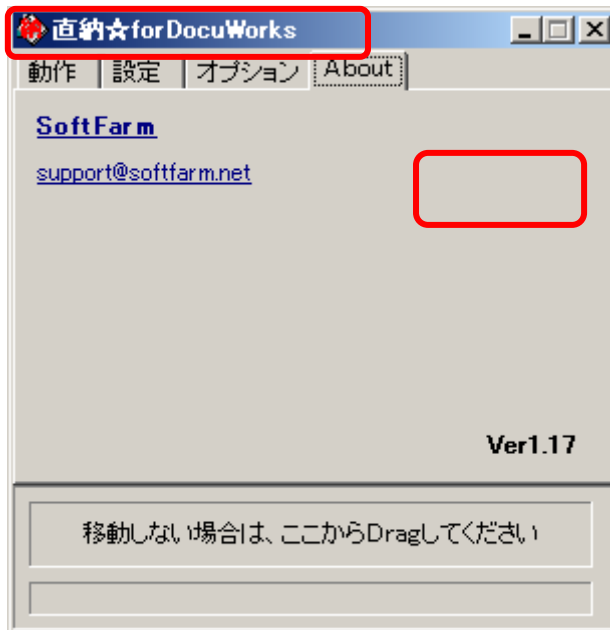 直納☆forDocuWorks
動作 設定 オプション About
SoftFarm
support@softfarm.net
Ver1.17
移動しない場合は、ここからDragしてください